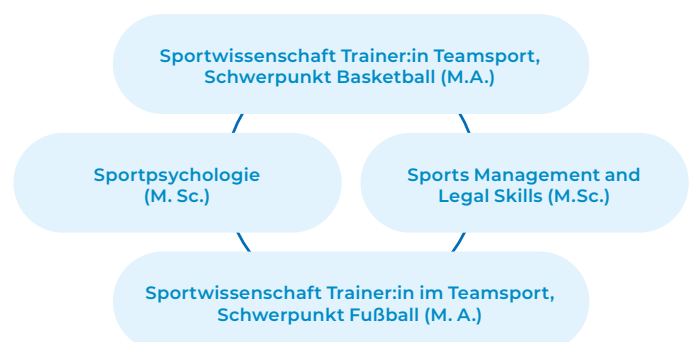 Sportwissenschaft Trainer:in Teamsport,
Schwerpunkt Basketball (M.A.)
Sportpsychologie
(M. Sc.)
Sports Management and
Legal Skills (M.Sc.)
Sportwissenschaft Trainer:in im Teamsport,
Schwerpunkt Fußball (M. A.)